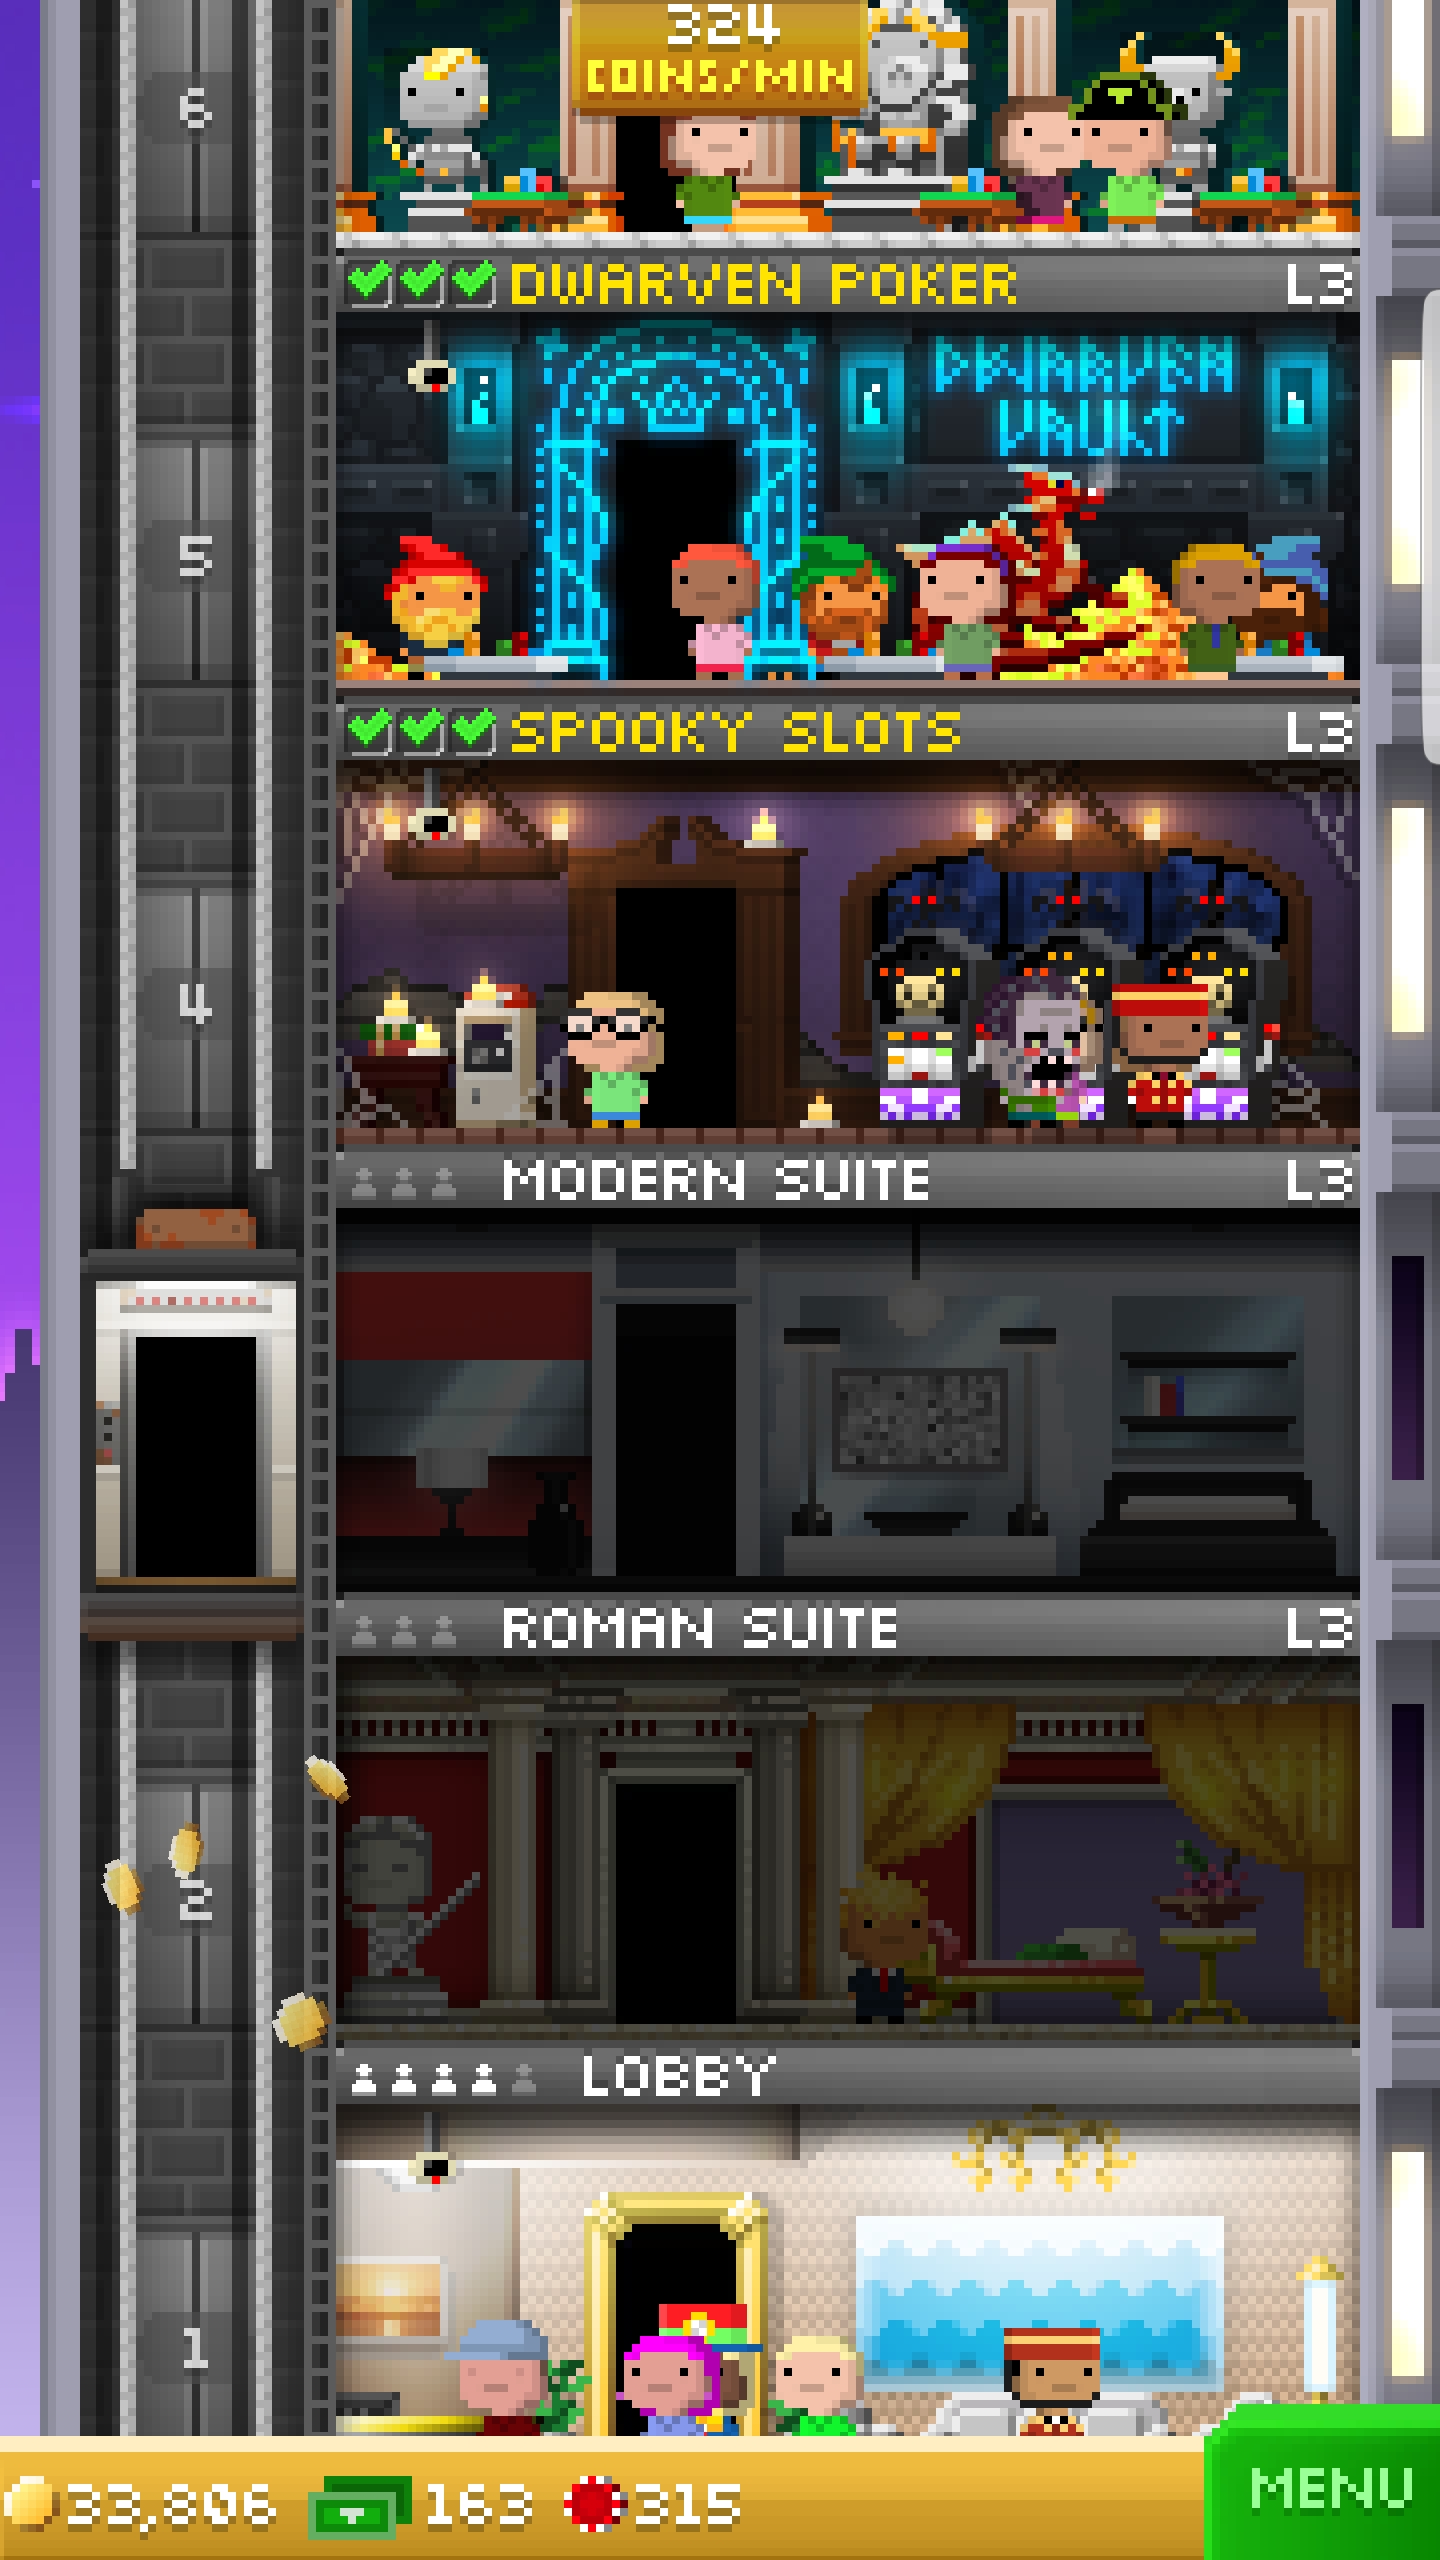 324
COINS/MIN
6
DWARVEN POKER L3
DWARVEN
VAULT
5
SPOOKY SLOTS L3
4
MODERN SUITE L3
ROMAN SUITE L3
2
LOBBY
1
33,806 163 315 MENU